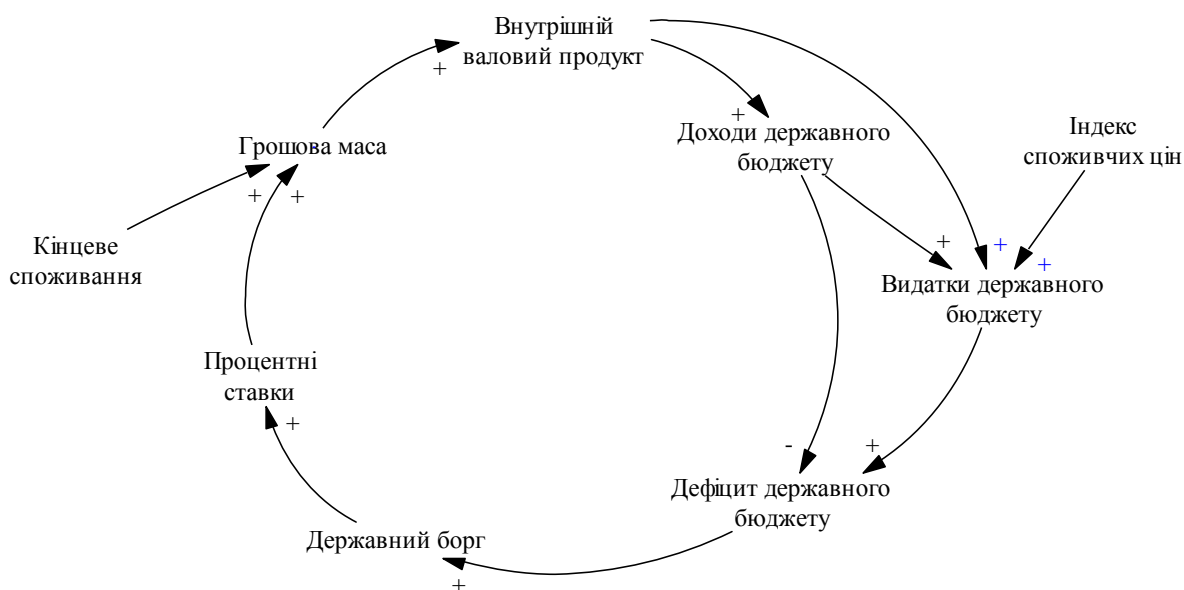 Внутрішній
валовий продукт
+
+
Доходи державного
бюджету
Індекс
споживчих цін
Грошова маса
+
+
Кінцеве
споживання
+
+
+
Видатки державного
бюджету
Процентні
ставки
+
-
+
Дефіцит державного
бюджету
Державний борг
+